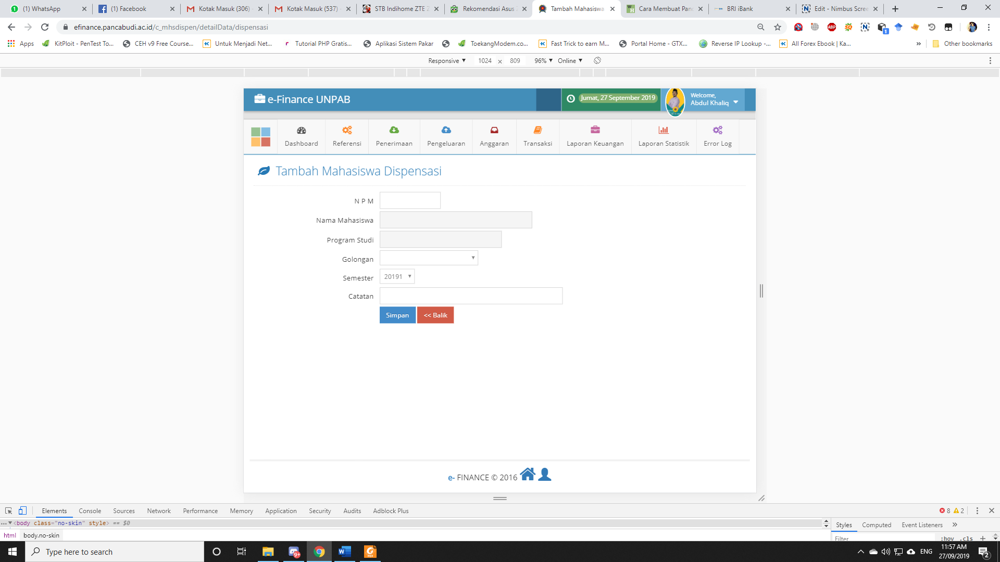 (1) WhatsApp
(1) Facebook
Kotak Masuk (306)
Kotak Masuk (537)
STB Indihome ZTE Z
Rekomendasi Asus
Tambah Mahasiswa
Cara Membuat Panc
BRI iBank
Edit - Nimbus Scree
efinance.pancabudi.ac.id/c_mhsdispen/detailData/dispensasi
Apps
KitPloit - PenTest To...
CEH v9 Free Course...
Untuk Menjadi Net...
Tutorial PHP Gratis...
Aplikasi Sistem Pakar
ToekangModem.co...
Fast Trick to earn M...
Portal Home - GTX...
Reverse IP Lookup -...
All Forex Ebook | Ka...
»
Other bookmarks
Responsive ▼ 1024 x 809 96% ▼ Online ▼
e-Finance UNPAB
Jumat, 27 September 2019
Welcome,
Abdul Khaliq
Dashboard
Referensi
Penerimaan
Pengeluaran
Anggaran
Transaksi
Laporan Keuangan
Laporan Statistik
Error Log
Tambah Mahasiswa Dispensasi
N P M
Nama Mahasiswa
Program Studi
Golongan
Semester 20191
Catatan
Simpan << Balik
e- FINANCE © 2016
Elements Console Sources Network Performance Memory Application Security Audits Adblock Plus
8 2
<body class="no-skin" style> == $0
html body.no-skin
Styles Computed Event Listeners »
Filter :hov .cls +
Type here to search
ENG
11:57 AM
27/09/2019
2